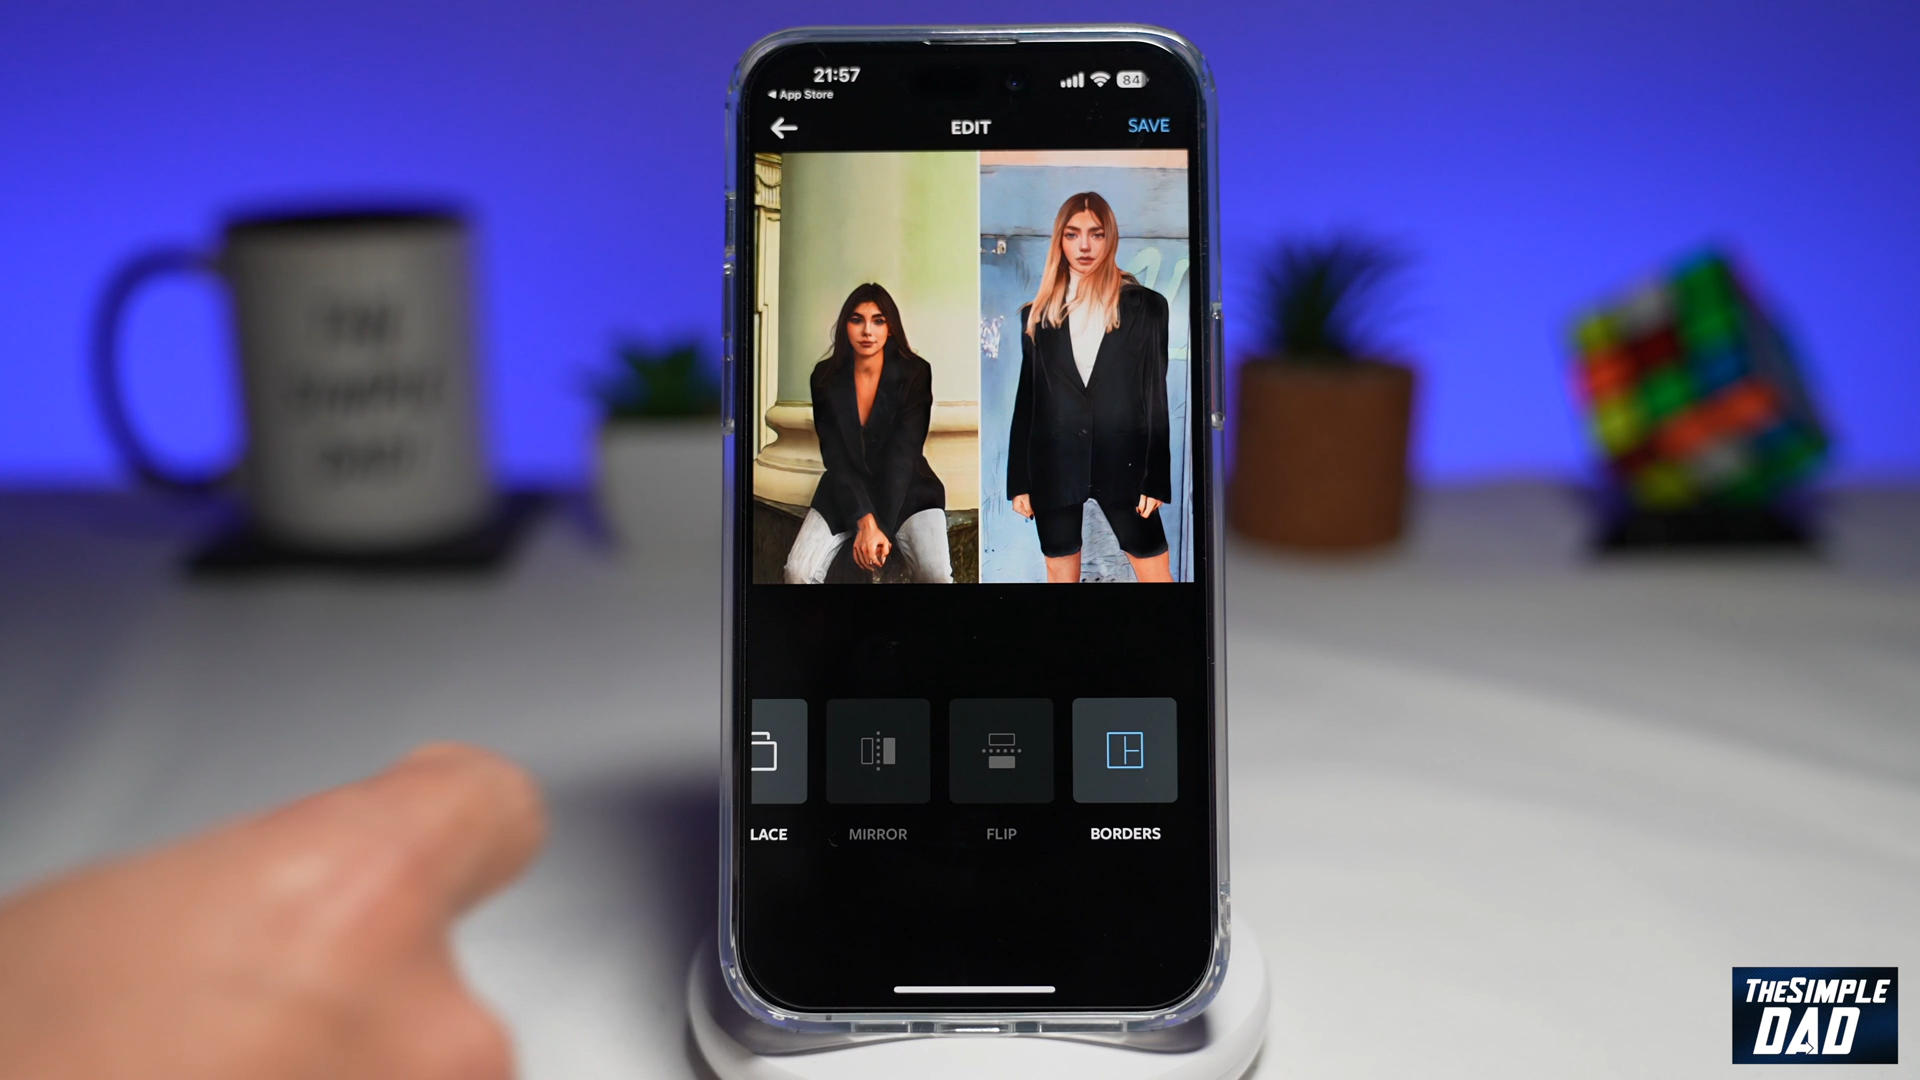 21:57
84
App Store
EDIT
SAVE
LACE
MIRROR
FLIP
BORDERS
THESIMPLE
DAD